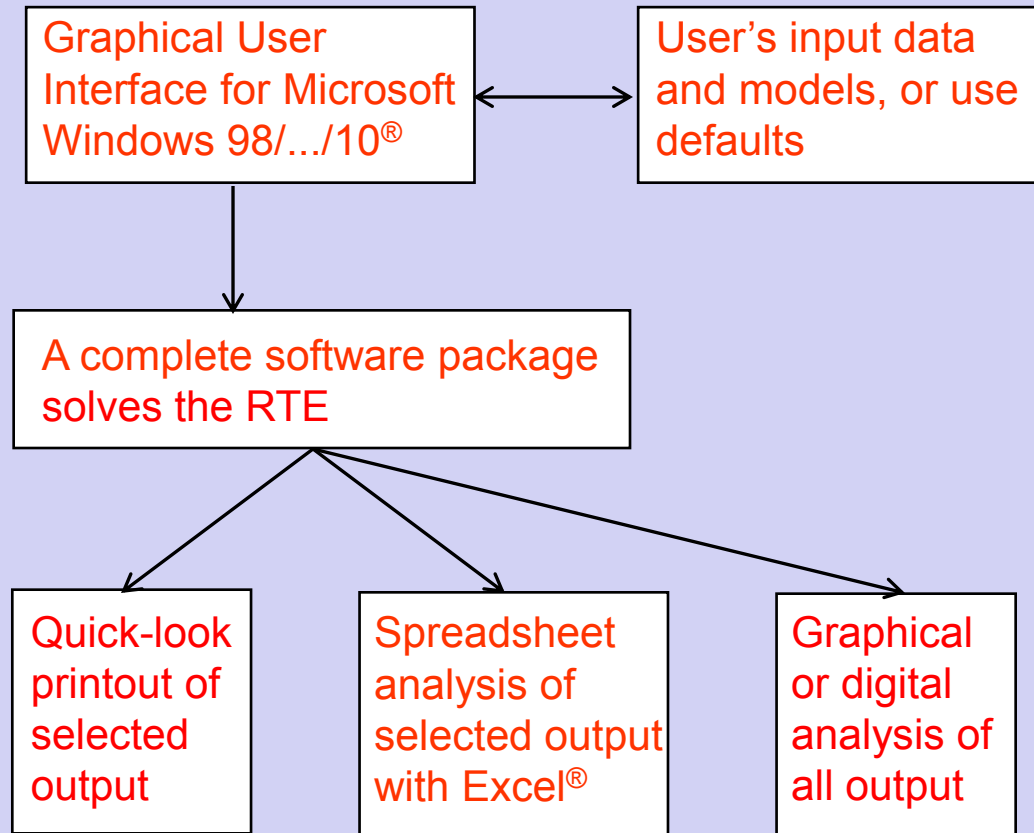 Graphical User
Interface for Microsoft
Windows 98/.../10®
User's input data
and models, or use
defaults
A complete software package
solves the RTE
Quick-look
printout of
selected
output
Spreadsheet
analysis of
selected output
with Excel®
Graphical
or digital
analysis of
all output